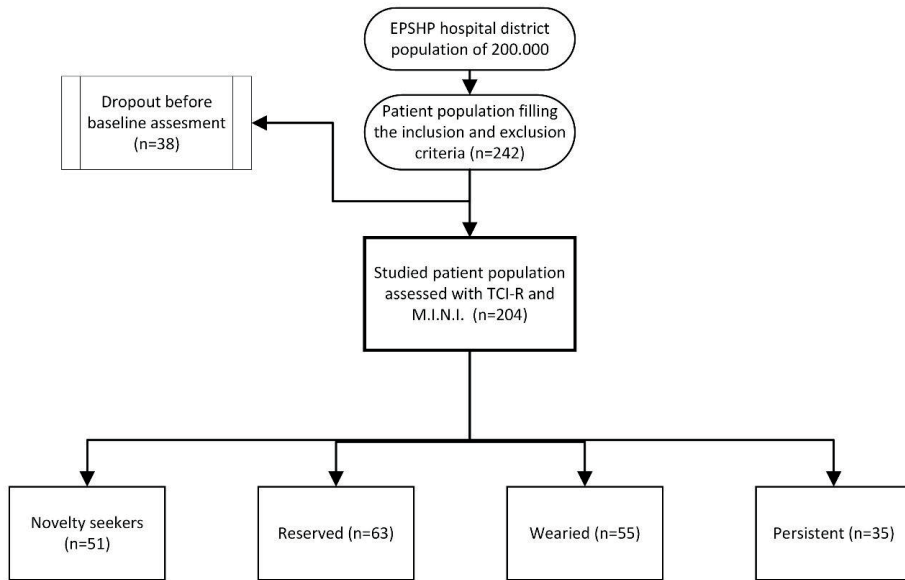 EPSHP hospital district
population of 200.000
Dropout before
baseline assesment
(n=38)
Patient population filling
the inclusion and exclusion
criteria (n=242)
Studied patient population
assessed with TCI-R and
M.I.N.I. (n=204)
Novelty seekers
(n=51)
Reserved (n=63)
Wearied (n=55)
Persistent (n=35)